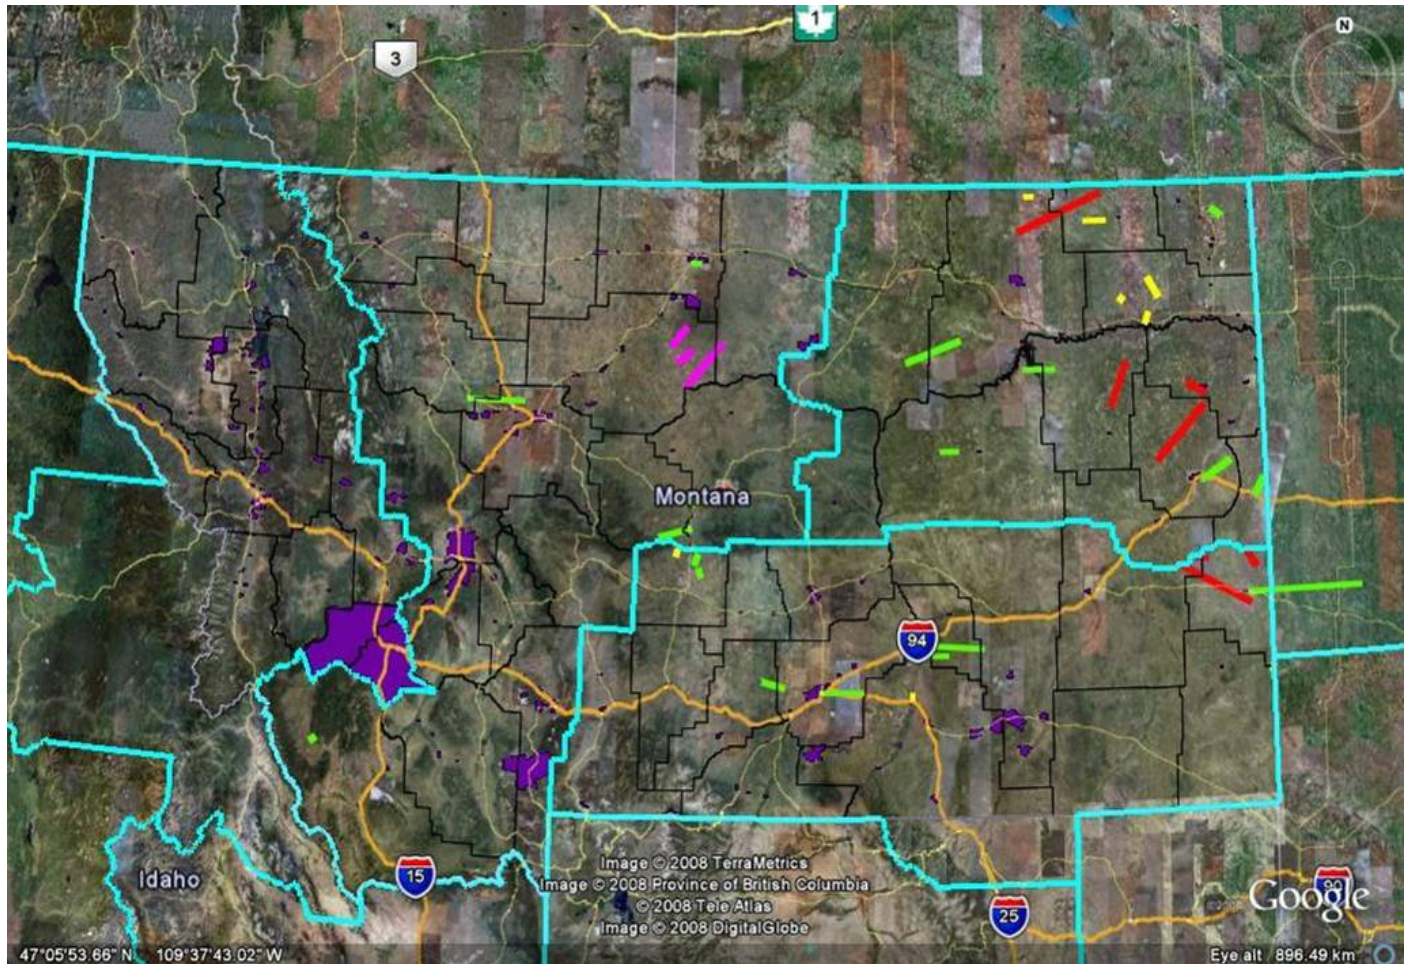 1
N
3
Montana
94
Idaho
15
Image © 2008 TerraMetrics
Image © 2008 Province of British Columbia
© 2008 Tele Atlas
Image © 2008 DigitalGlobe
25
90
©2008 Google
47°05'53.66" N 109°37'43.02" W
Eye alt 896.49 km